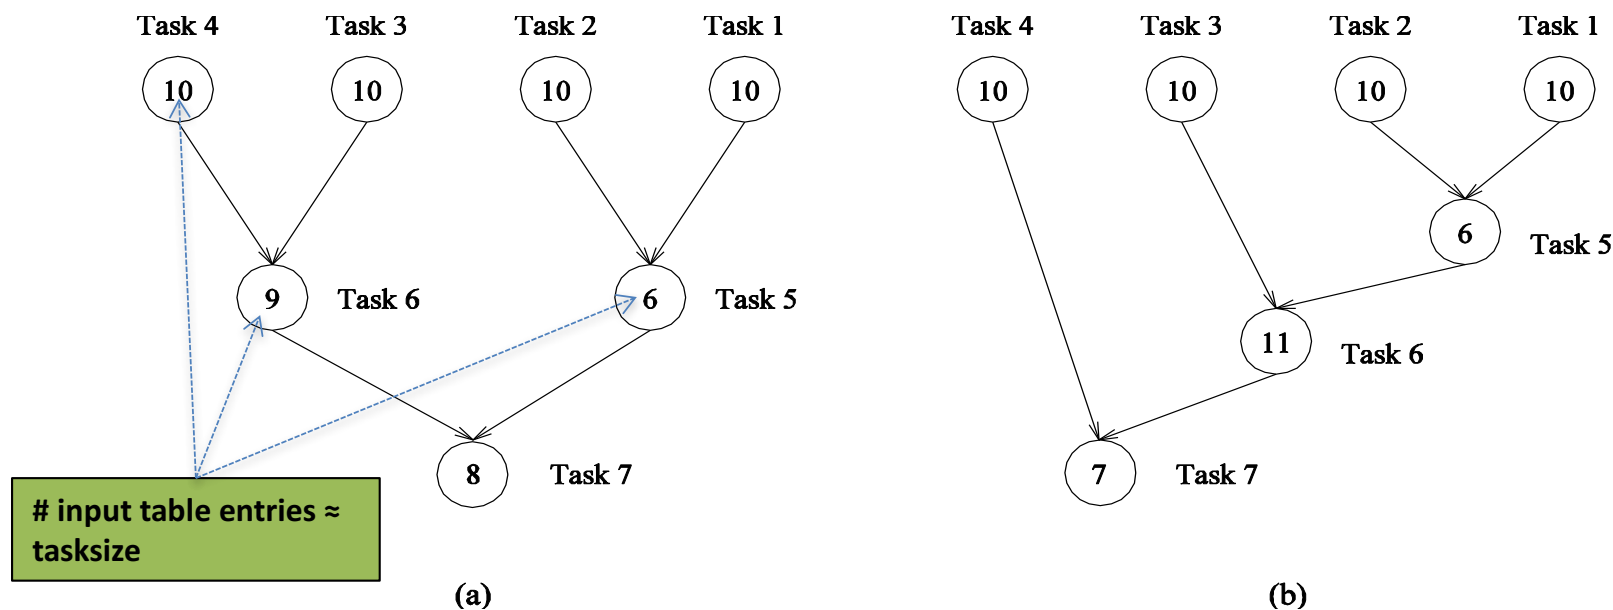 Task 4 Task 3 Task 2 Task 1
10 10 10 10
9 Task 6 6 Task 5
8 Task 7
# input table entries ≈
tasksize
(a)
Task 4 Task 3 Task 2 Task 1
10 10 10 10
6 Task 5
11 Task 6
7 Task 7
(b)